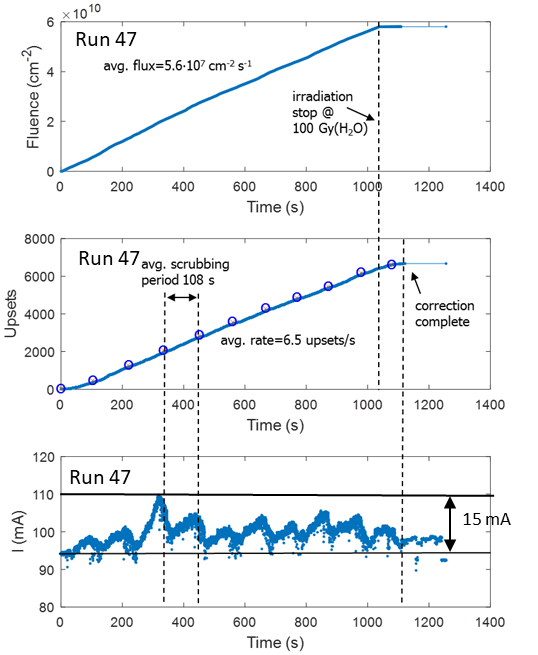 × 10¹⁰
6
4
2
0
Fluence (cm⁻²)
Run 47
avg. flux=5.6·10⁷ cm⁻² s⁻¹
irradiation
stop @
100 Gy(H₂O)
0 200 400 600 800 1000 1200 1400
Time (s)
8000
6000
4000
2000
0
Upsets
Run 47
avg. scrubbing
period 108 s
avg. rate=6.5 upsets/s
correction
complete
0 200 400 600 800 1000 1200 1400
Time (s)
120
110
100
90
80
I (mA)
Run 47
15 mA
0 200 400 600 800 1000 1200 1400
Time (s)